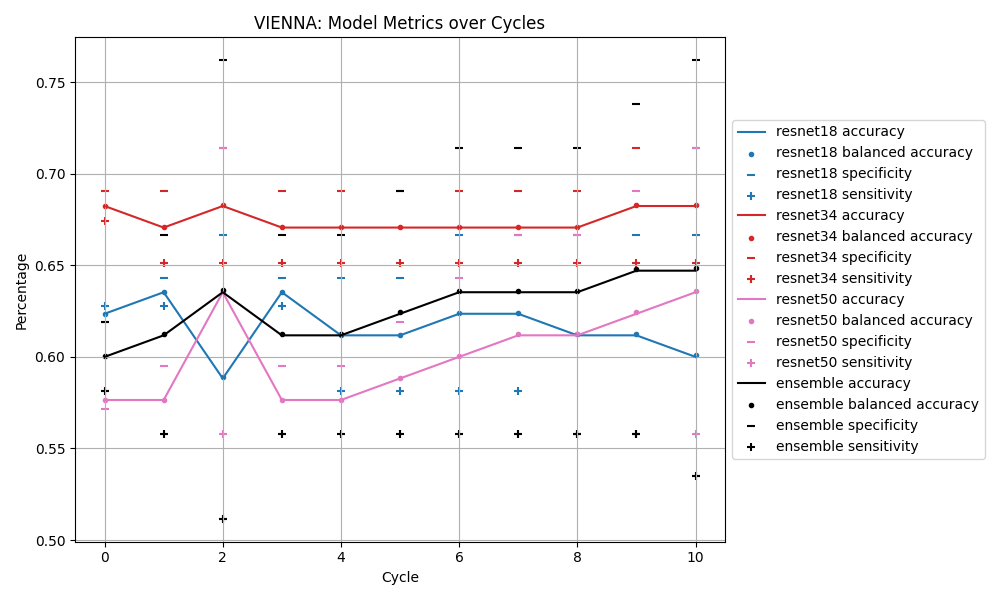 VIENNA: Model Metrics over Cycles
Percentage
0.75
0.70
0.65
0.60
0.55
0.50
0 2 4 6 8 10
Cycle
resnet18 accuracy
resnet18 balanced accuracy
resnet18 specificity
resnet18 sensitivity
resnet34 accuracy
resnet34 balanced accuracy
resnet34 specificity
resnet34 sensitivity
resnet50 accuracy
resnet50 balanced accuracy
resnet50 specificity
resnet50 sensitivity
ensemble accuracy
ensemble balanced accuracy
ensemble specificity
ensemble sensitivity